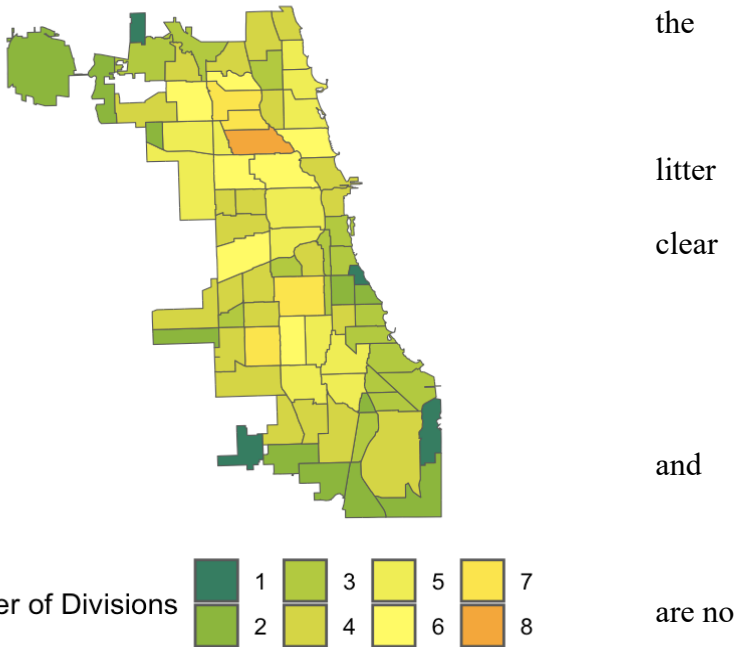 the
litter
clear
and
1 3 5 7
er of Divisions
2 4 6 8
are no